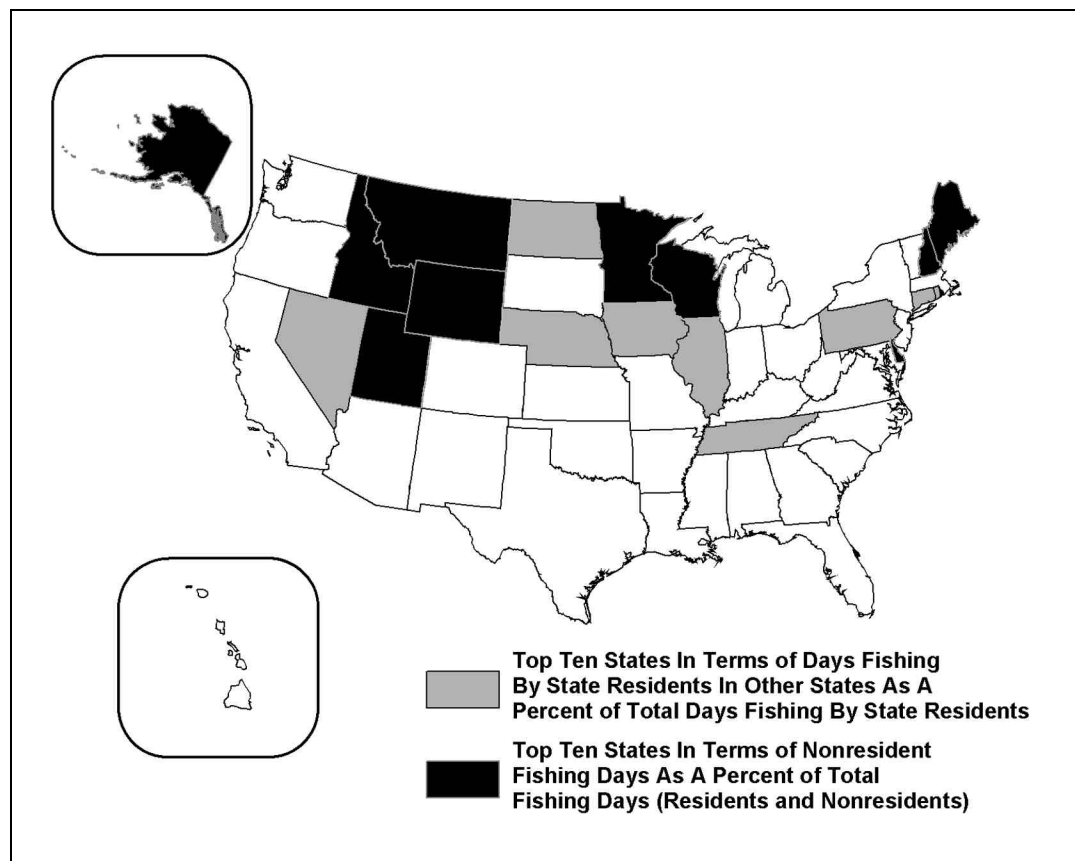 Top Ten States In Terms of Days Fishing
By State Residents In Other States As A
Percent of Total Days Fishing By State Residents
Top Ten States In Terms of Nonresident
Fishing Days As A Percent of Total
Fishing Days (Residents and Nonresidents)